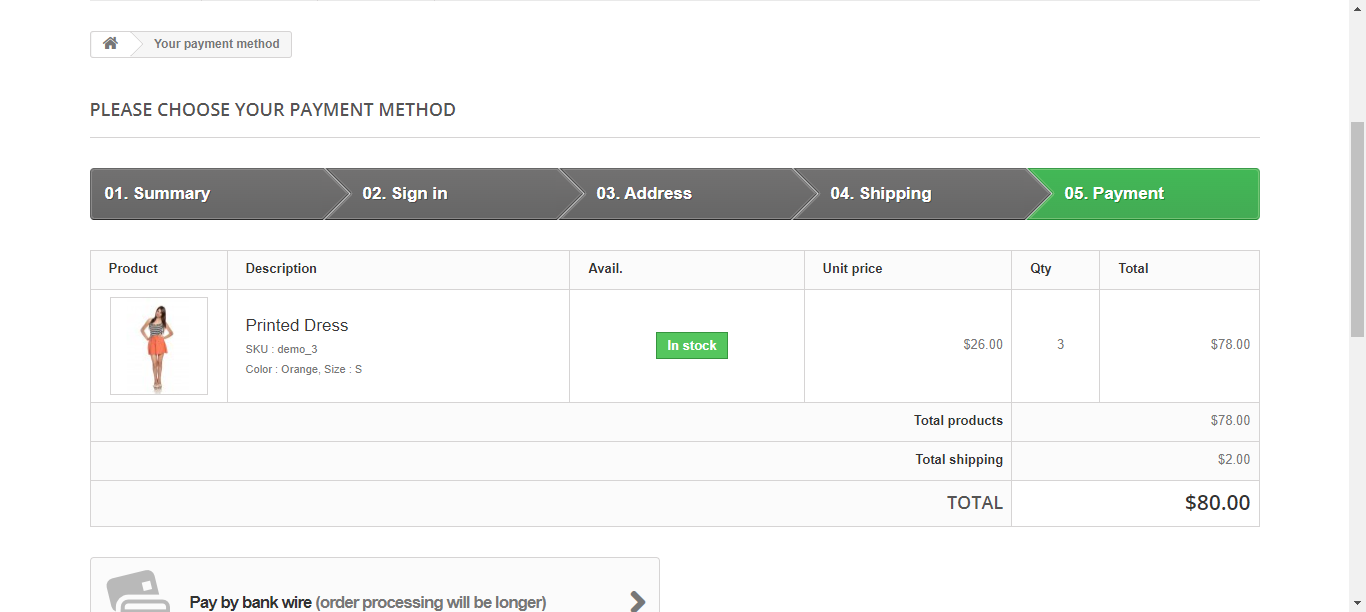 Your payment method
PLEASE CHOOSE YOUR PAYMENT METHOD
01. Summary 02. Sign in 03. Address 04. Shipping 05. Payment
Product Description Avail. Unit price Qty Total
Printed Dress
SKU : demo_3
Color : Orange, Size : S
In stock
$26.00 3 $78.00
Total products $78.00
Total shipping $2.00
TOTAL $80.00
Pay by bank wire (order processing will be longer)